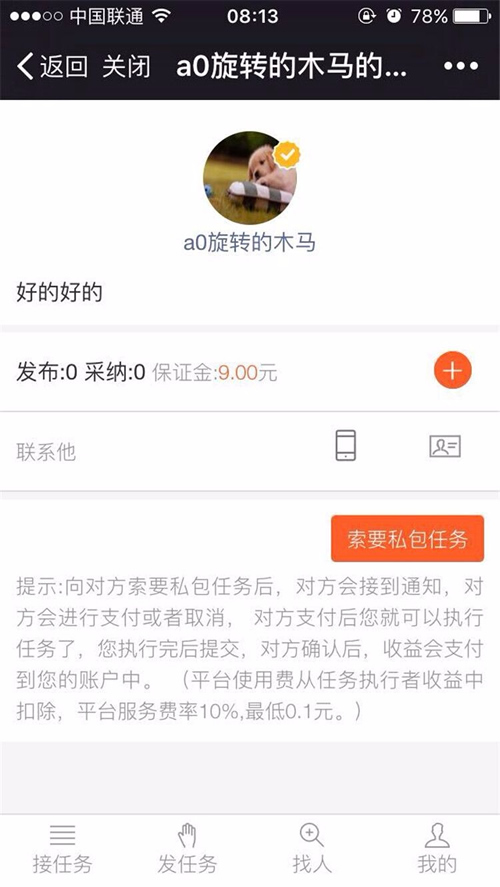 中国联通 08:13 78%
返回 关闭 a0旋转的木马的...
a0旋转的木马
好的好的
发布:0 采纳:0 保证金:9.00元
联系他
索要私包任务
提示:向对方索要私包任务后，对方会接到通知，对
方会进行支付或者取消， 对方支付后您就可以执行
任务了，您执行完后提交，对方确认后，收益会支付
到您的账户中。 （平台使用费从任务执行者收益中
扣除，平台服务费率10%,最低0.1元。）
接任务 发任务 找人 我的